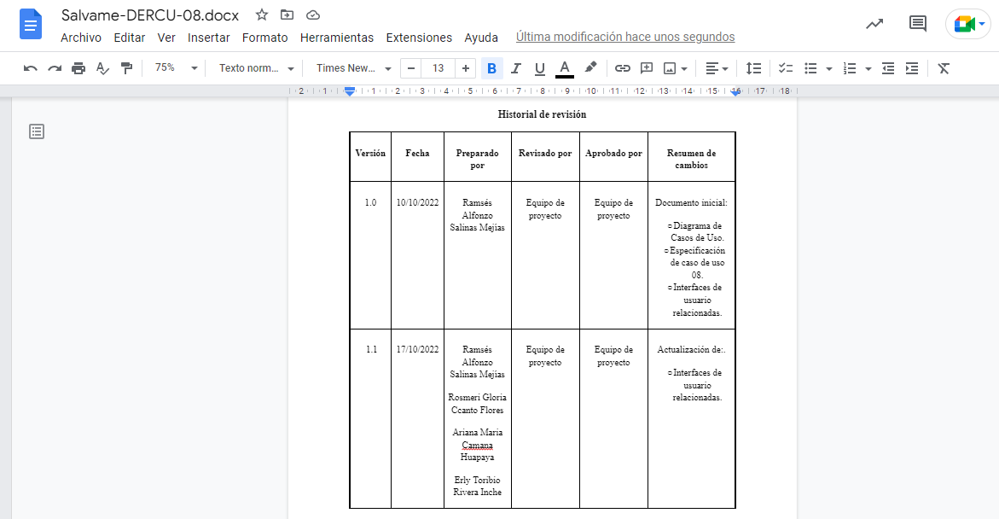 Salvame-DERCU-08.docx
Archivo Editar Ver Insertar Formato Herramientas Extensiones Ayuda Última modificación hace unos segundos
75% Texto norm... Times New... − 13 + B I U A
2 1 1 2 3 4 5 6 7 8 9 10 11 12 13 14 15 16 17 18
Historial de revisión
Versión Fecha Preparado por Revisado por Aprobado por Resumen de cambios
1.0 10/10/2022 Ramsés Equipo de Equipo de Documento inicial:
Alfonzo proyecto proyecto
Salinas Mejías
Diagrama de
Casos de Uso.
Especificación
de caso de uso
08.
Interfaces de
usuario
relacionadas.
1.1 17/10/2022 Ramsés Equipo de Equipo de Actualización de:.
Alfonzo proyecto proyecto
Salinas Mejías
Interfaces de
usuario
relacionadas.
Rosmeri Gloria
Ccanto Flores
Ariana Maria
Camana
Huapaya
Erly Toribio
Rivera Inche